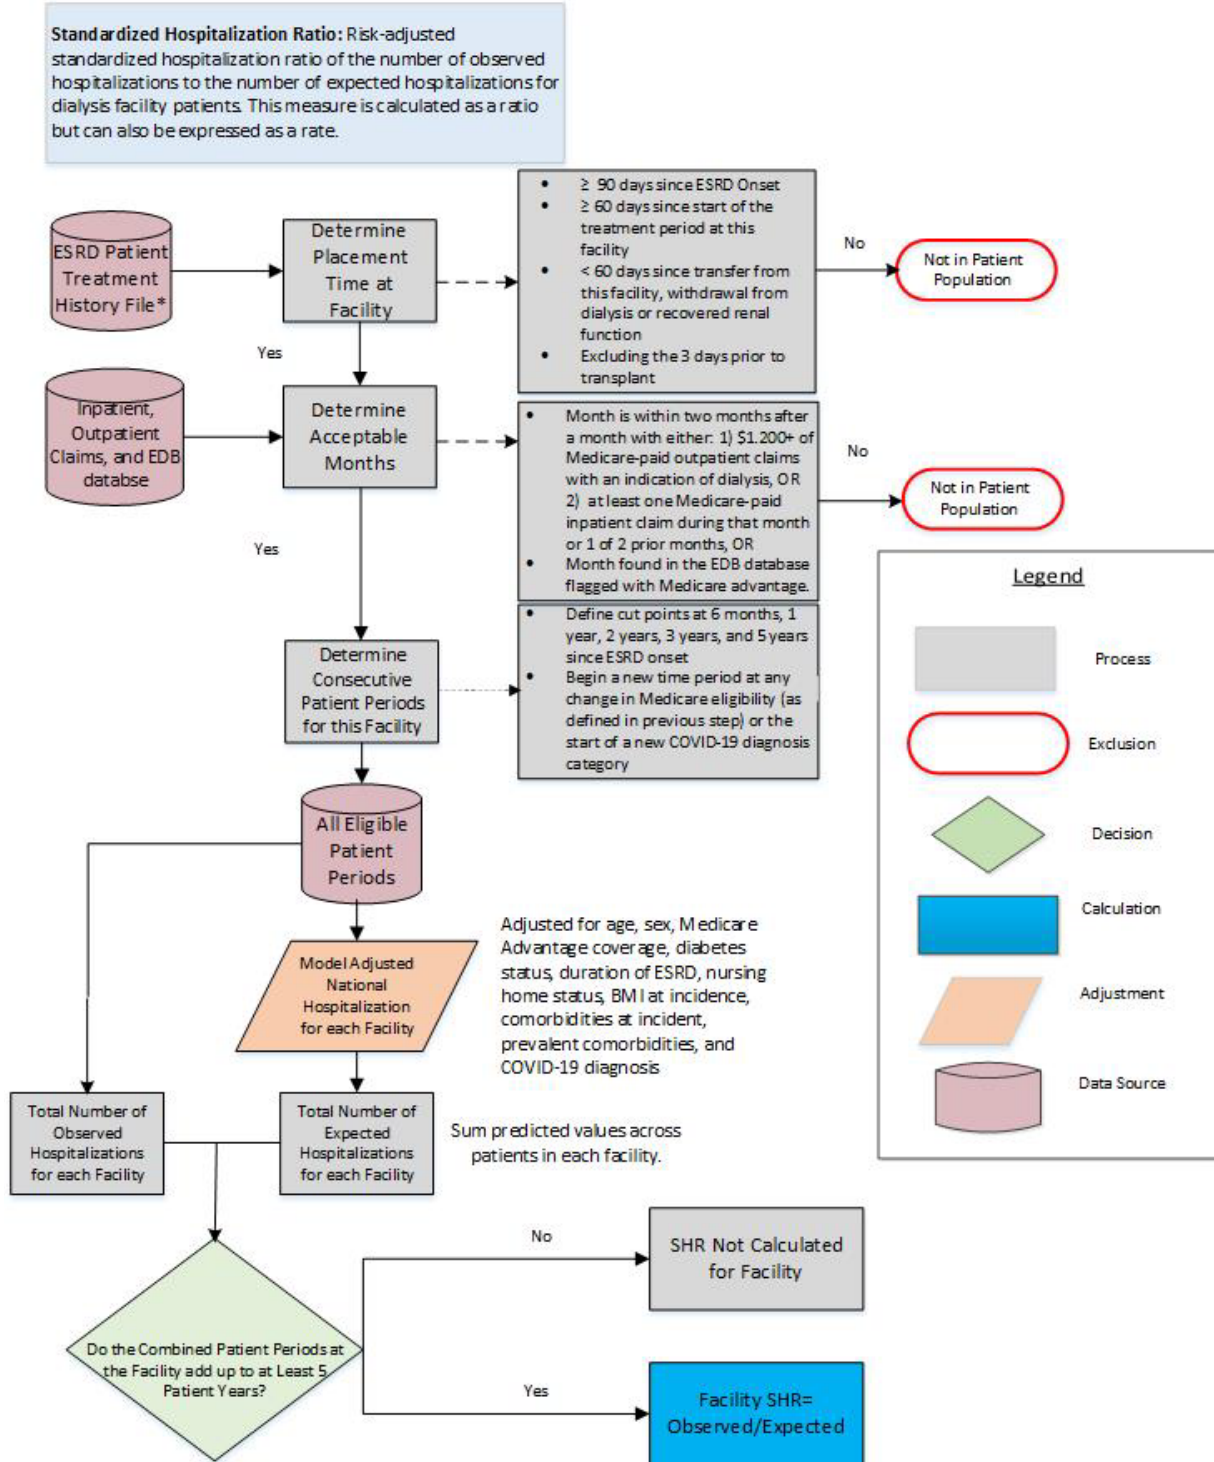 Standardized Hospitalization Ratio: Risk-adjusted
standardized hospitalization ratio of the number of observed
hospitalizations to the number of expected hospitalizations for
dialysis facility patients. This measure is calculated as a ratio
but can also be expressed as a rate.
ESRD Patient
Treatment
History File*
Determine
Placement
Time at
Facility
• ≥ 90 days since ESRD Onset
• ≥ 60 days since start of the
treatment period at this
facility
• < 60 days since transfer from
this facility, withdrawal from
dialysis or recovered renal
function
• Excluding the 3 days prior to
transplant
No
Not in Patient
Population
Yes
Inpatient,
Outpatient
Claims, and EDB
databse
Determine
Acceptable
Months
• Month is within two months after
a month with either: 1) $1.200+ of
Medicare-paid outpatient claims
with an indication of dialysis, OR
2) at least one Medicare-paid
inpatient claim during that month
or 1 of 2 prior months, OR
• Month found in the EDB database
flagged with Medicare advantage.
No
Not in Patient
Population
Yes
Determine
Consecutive
Patient Periods
for this Facility
• Define cut points at 6 months, 1
year, 2 years, 3 years, and 5 years
since ESRD onset
• Begin a new time period at any
change in Medicare eligibility (as
defined in previous step) or the
start of a new COVID-19 diagnosis
category
Legend
Process
Exclusion
Decision
Calculation
Adjustment
Data Source
All Eligible
Patient
Periods
Model Adjusted
National
Hospitalization
for each Facility
Adjusted for age, sex, Medicare
Advantage coverage, diabetes
status, duration of ESRD, nursing
home status, BMI at incidence,
comorbidities at incident,
prevalent comorbidities, and
COVID-19 diagnosis
Total Number of
Observed
Hospitalizations
for each Facility
Total Number of
Expected
Hospitalizations
for each Facility
Sum predicted values across
patients in each facility.
Do the Combined Patient Periods at
the Facility add up to at Least 5
Patient Years?
No
SHR Not Calculated
for Facility
Yes
Facility SHR=
Observed/Expected